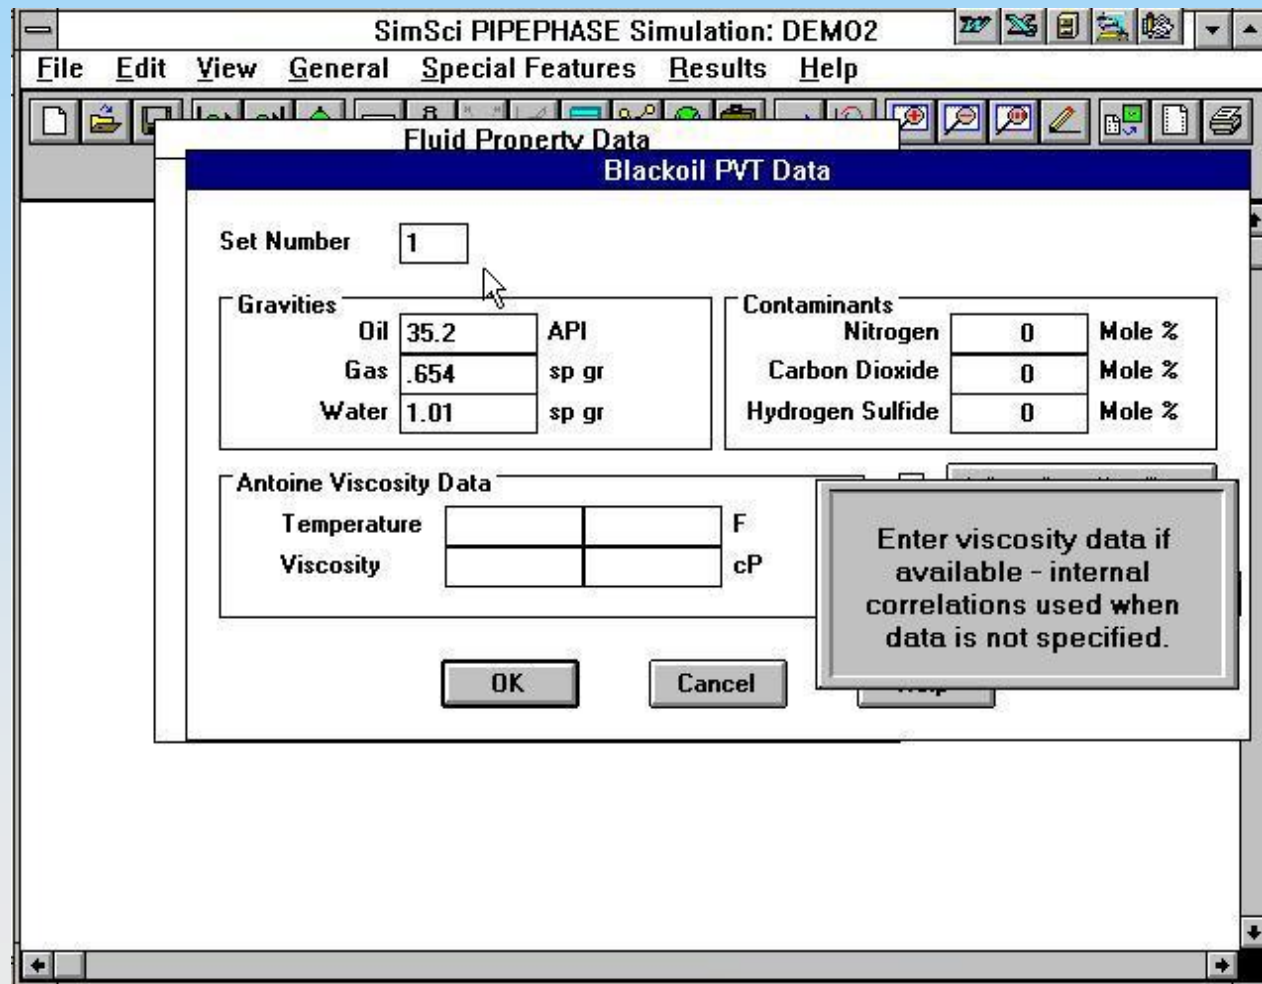 SimSci PIPEPHASE Simulation: DEMO2
File Edit View General Special Features Results Help
Fluid Property Data
Blackoil PVT Data
Set Number 1
Gravities
Oil 35.2 API
Gas .654 sp gr
Water 1.01 sp gr
Contaminants
Nitrogen 0 Mole %
Carbon Dioxide 0 Mole %
Hydrogen Sulfide 0 Mole %
Antoine Viscosity Data
Temperature F
Viscosity cP
Enter viscosity data if
available - internal
correlations used when
data is not specified.
OK Cancel